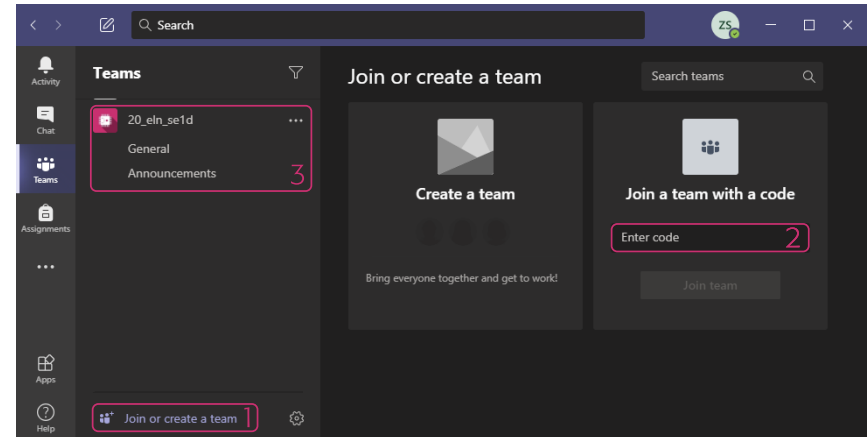 Search
ZS
Activity
Chat
Teams
Assignments
Apps
Help
Teams
20_eln_se1d
General
Announcements
3
Join or create a team
1
Join or create a team
Search teams
Create a team
Bring everyone together and get to work!
Join a team with a code
Enter code
2
Join team